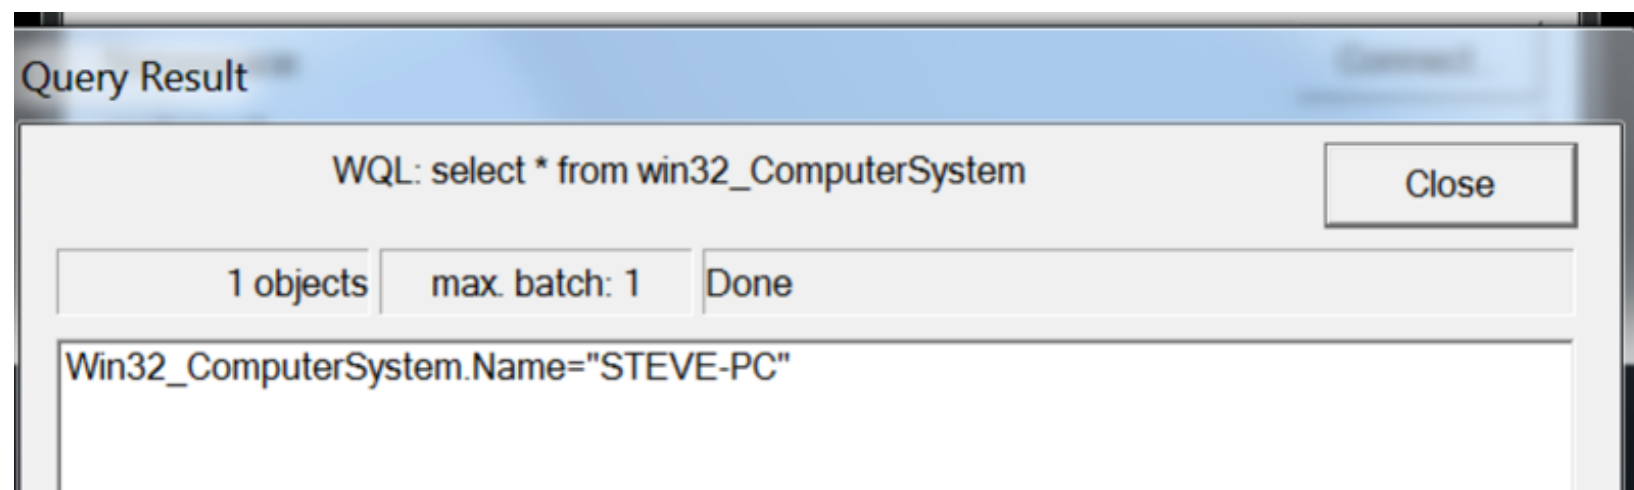 Query Result
WQL: select * from win32_ComputerSystem
Close
1 objects
max. batch: 1
Done
Win32_ComputerSystem.Name="STEVE-PC"